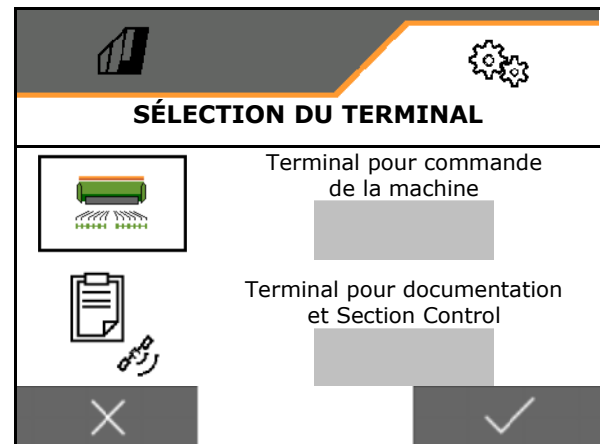 SÉLECTION DU TERMINAL
Terminal pour commande
de la machine
Terminal pour documentation
et Section Control